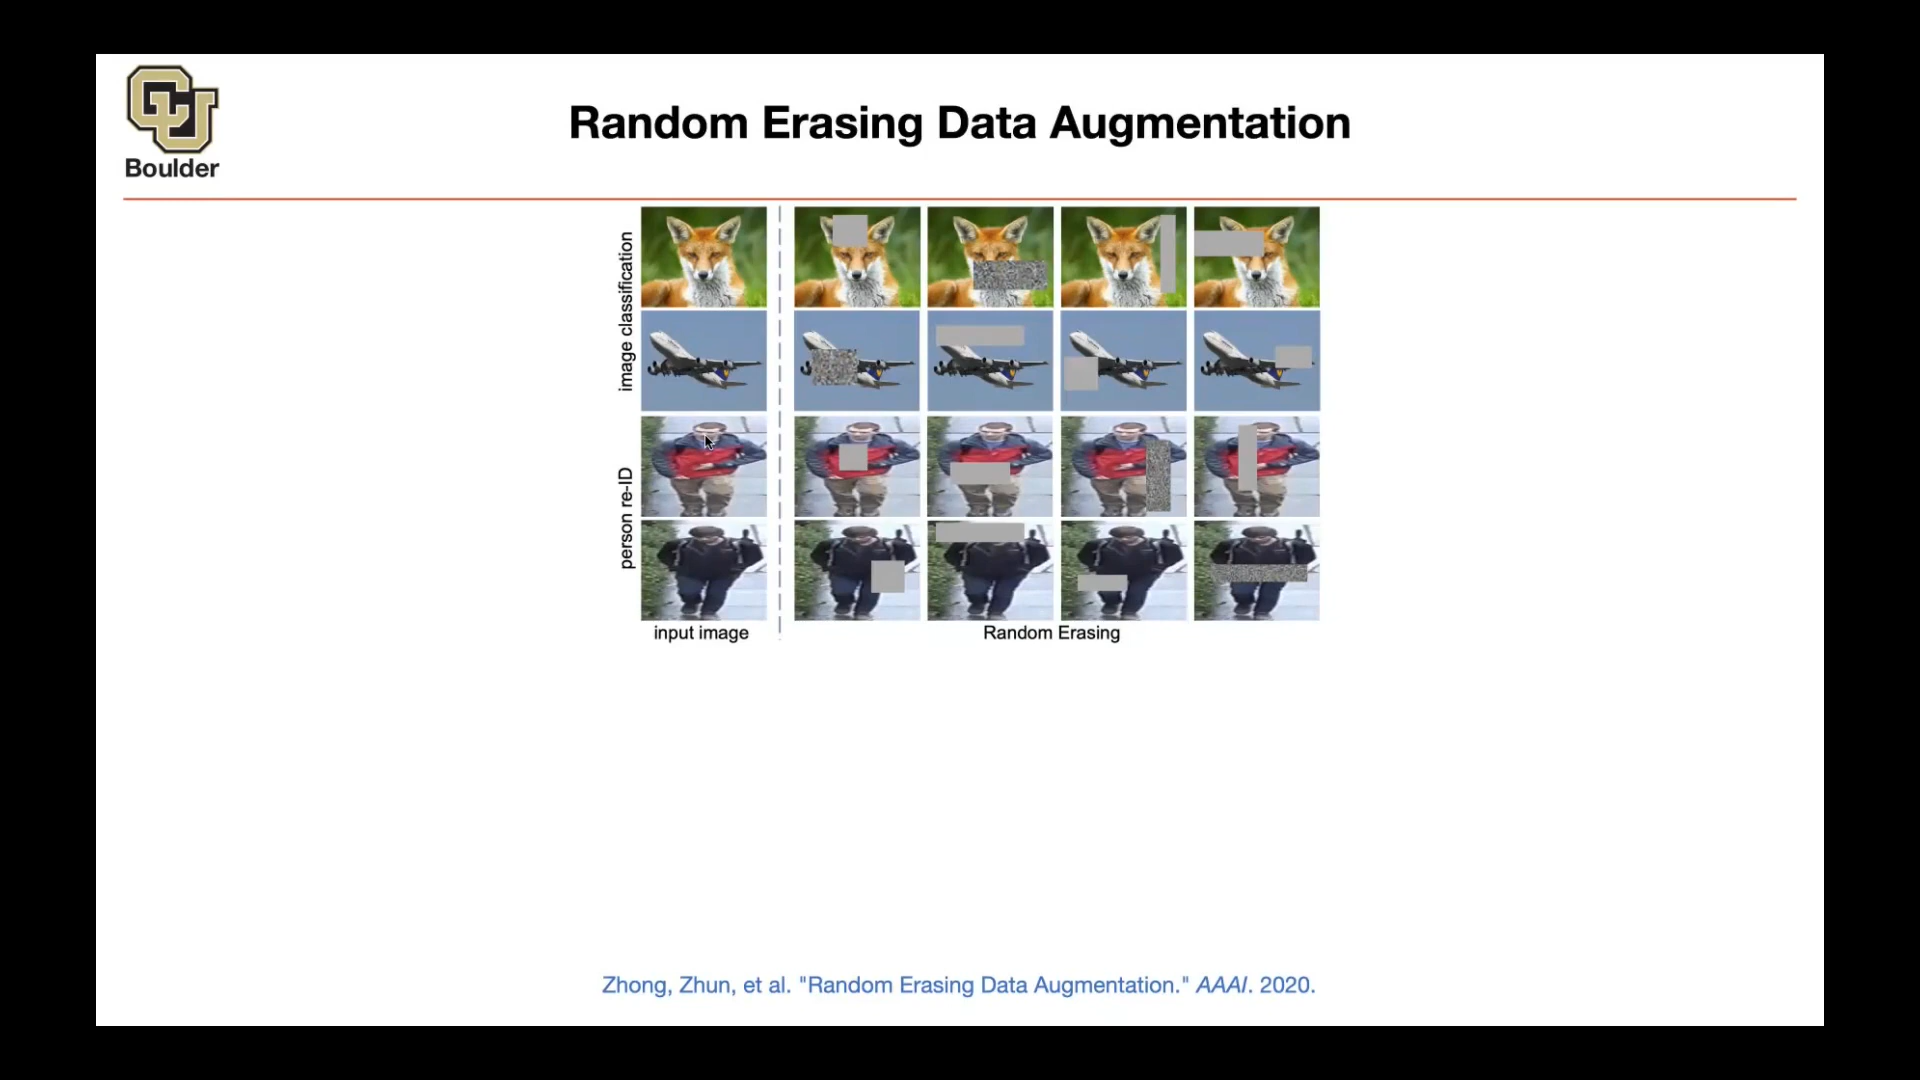 Boulder
Random Erasing Data Augmentation
image classification
person re-ID
input image
Random Erasing
Zhong, Zhun, et al. "Random Erasing Data Augmentation." AAAI. 2020.